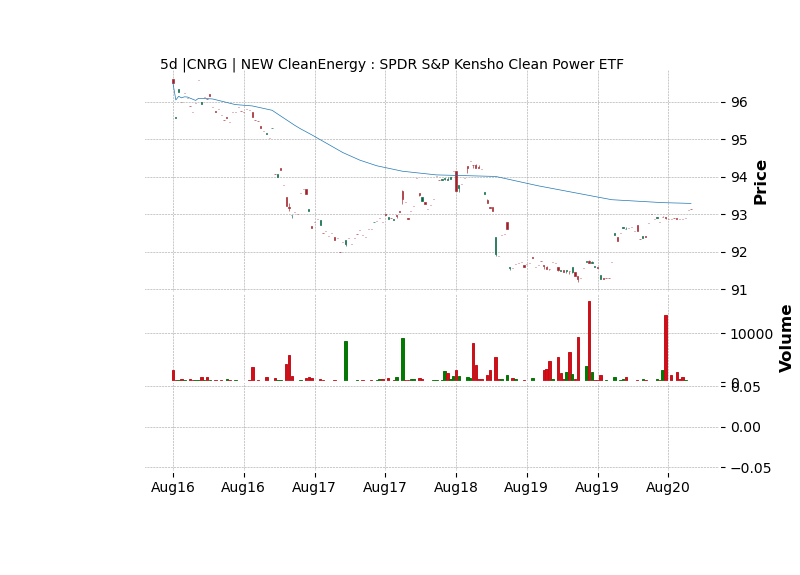 5d |CNRG | NEW CleanEnergy : SPDR S&P Kensho Clean Power ETF
96
95
94
93
92
91
Price
10000
0
Volume
0.05
0.00
−0.05
Aug16 Aug16 Aug17 Aug17 Aug18 Aug19 Aug19 Aug20